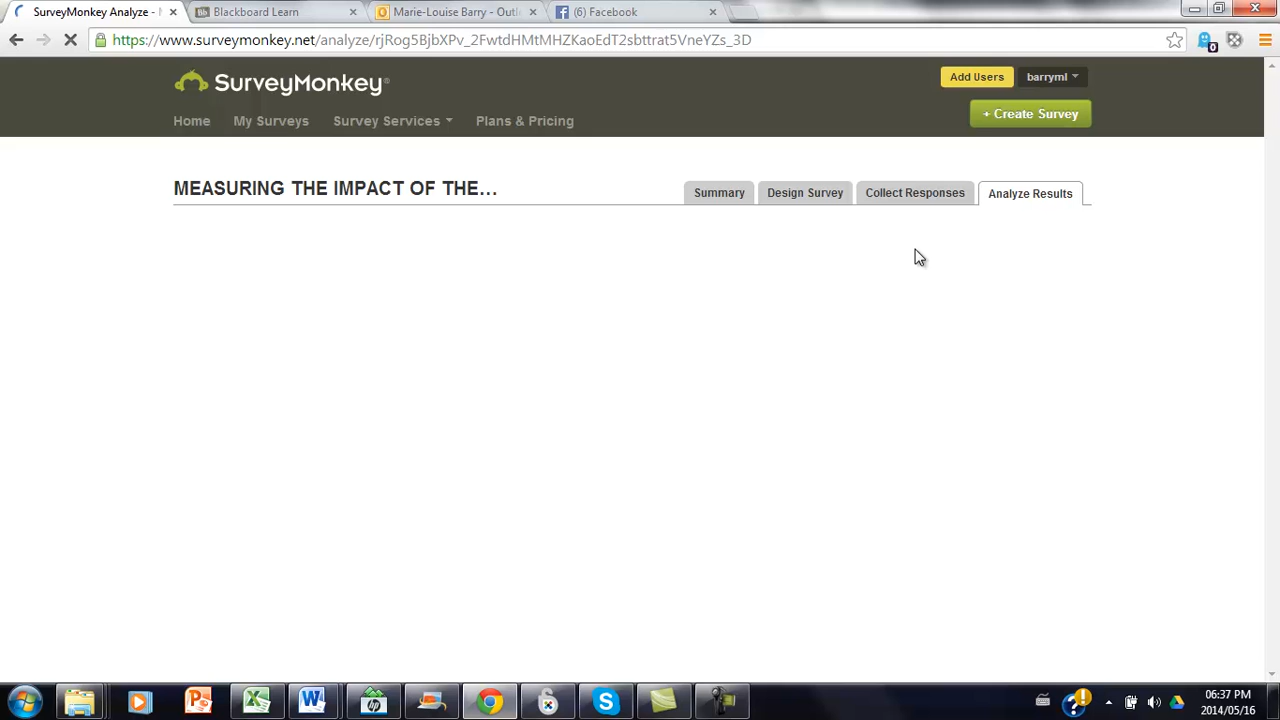 SurveyMonkey Analyze -
Blackboard Learn
Marie-Louise Barry - Outl
(6) Facebook
https://www.surveymonkey.net/analyze/rjRog5BjbXPv_2FwtdHMtMHZKaoEdT2sbttrat5VneYZs_3D
0
SurveyMonkey
Add Users
barryml
Home
My Surveys
Survey Services
Plans & Pricing
+ Create Survey
MEASURING THE IMPACT OF THE...
Summary
Design Survey
Collect Responses
Analyze Results
06:37 PM
2014/05/16